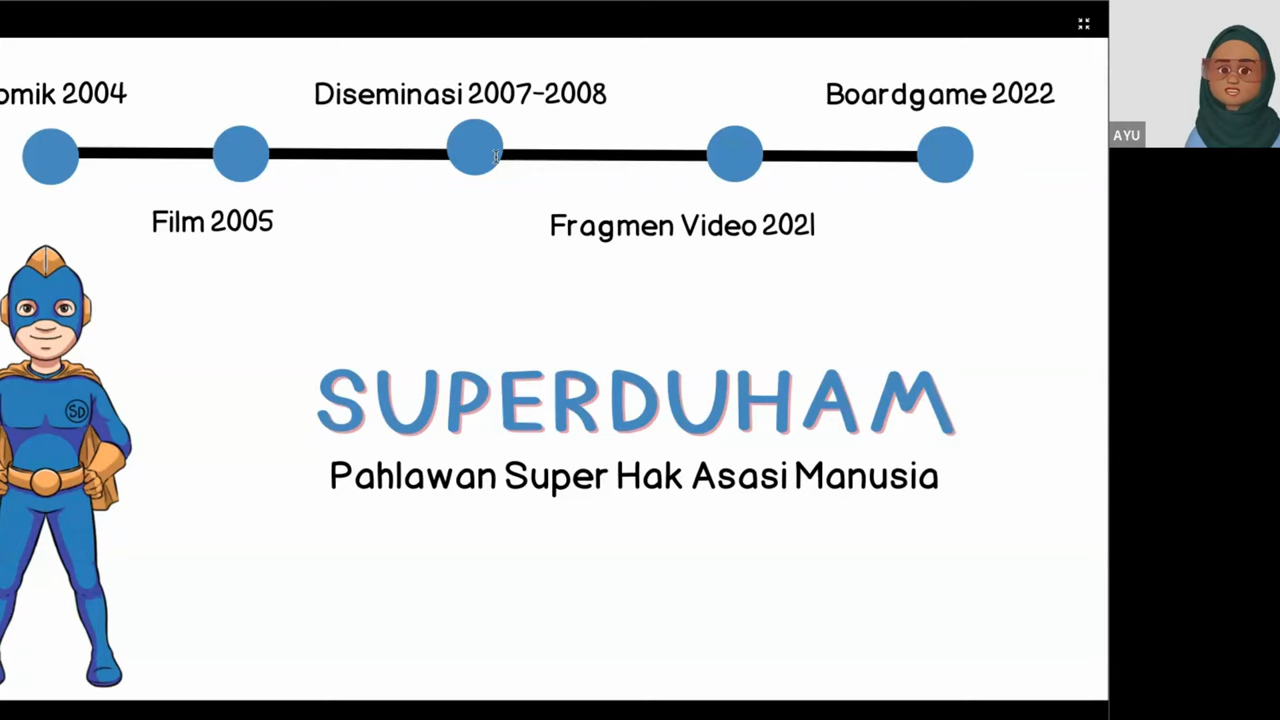 omik 2004
Diseminasi 2007-2008
Boardgame 2022
AYU
Film 2005
Fragmen Video 2021
SD
SUPERDUHAM
Pahlawan Super Hak Asasi Manusia